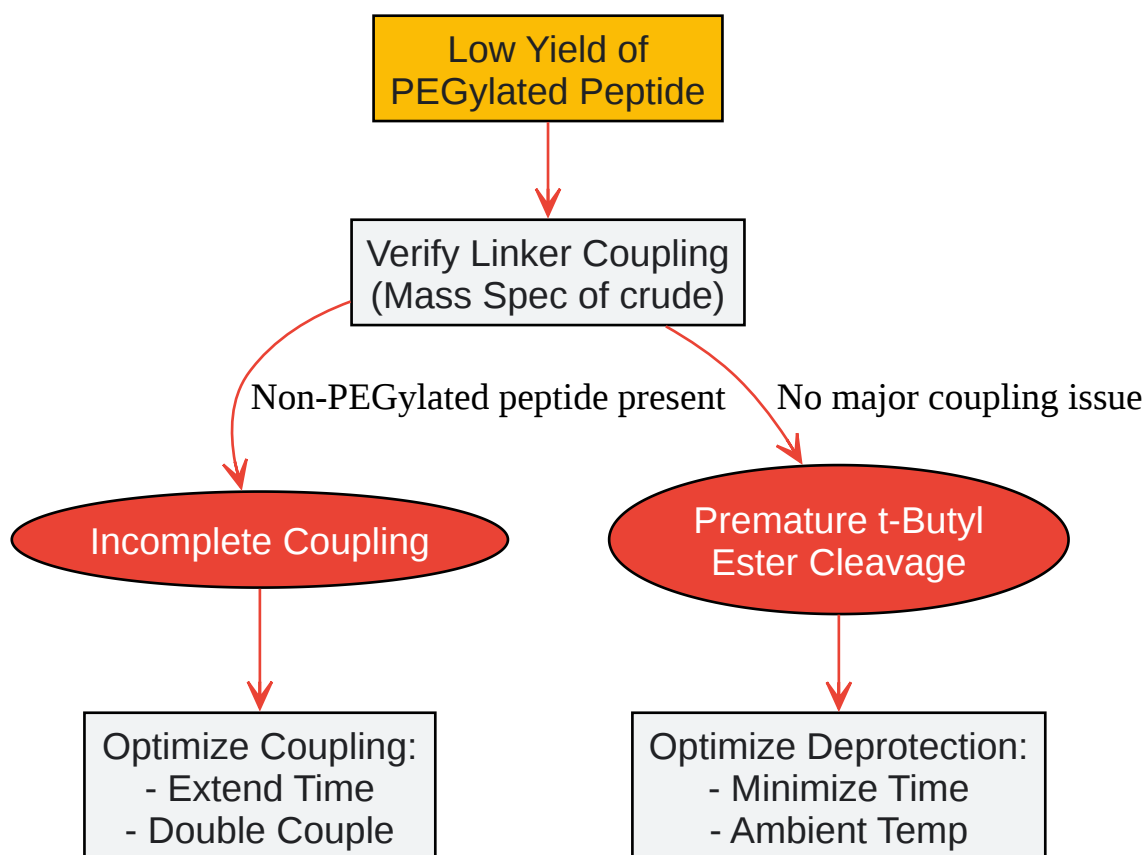 Low Yield of
PEGylated Peptide
Verify Linker Coupling
(Mass Spec of crude)
Non-PEGylated peptide present
No major coupling issue
Incomplete Coupling
Premature t-Butyl
Ester Cleavage
Optimize Coupling:
- Extend Time
- Double Couple
Optimize Deprotection:
- Minimize Time
- Ambient Temp